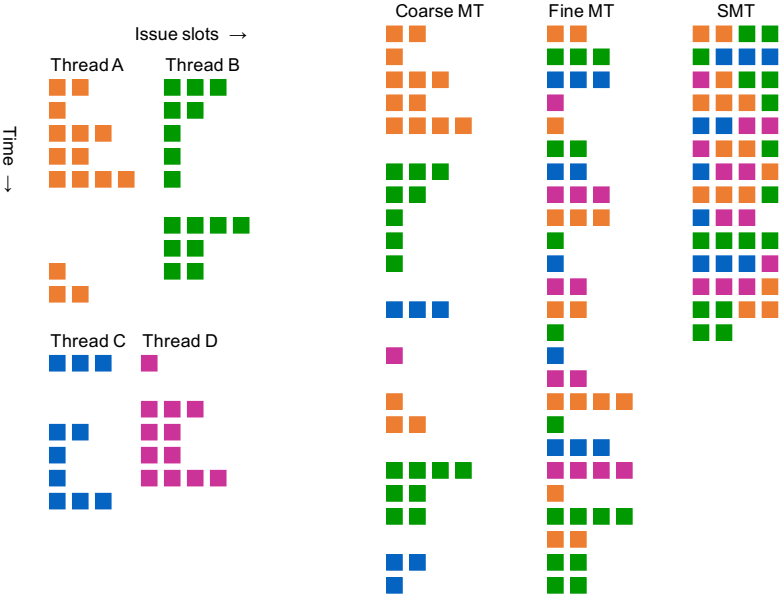 Issue slots →
Time →
Thread A
Thread B
Thread C
Thread D
Coarse MT
Fine MT
SMT